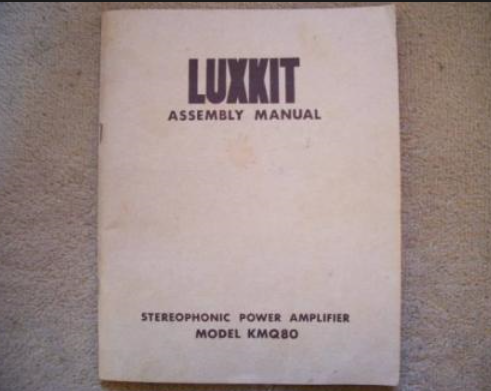 LUXKIT
ASSEMBLY MANUAL
STEREOPHONIC POWER AMPLIFIER
MODEL KMQ80